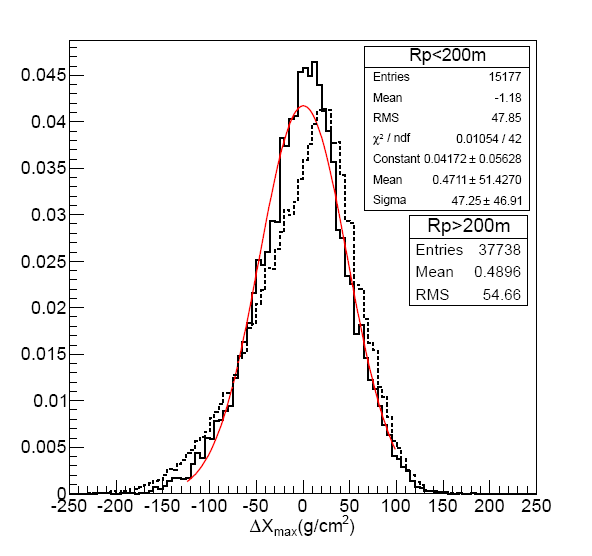 Rp<200m
Entries 15177
Mean -1.18
RMS 47.85
χ² / ndf 0.01054 / 42
Constant 0.04172 ± 0.05628
Mean 0.4711 ± 51.4270
Sigma 47.25 ± 46.91
Rp>200m
Entries 37738
Mean 0.4896
RMS 54.66
0.045
0.04
0.035
0.03
0.025
0.02
0.015
0.01
0.005
0
-250 -200 -150 -100 -50 0 50 100 150 200 250
ΔXmax(g/cm²)